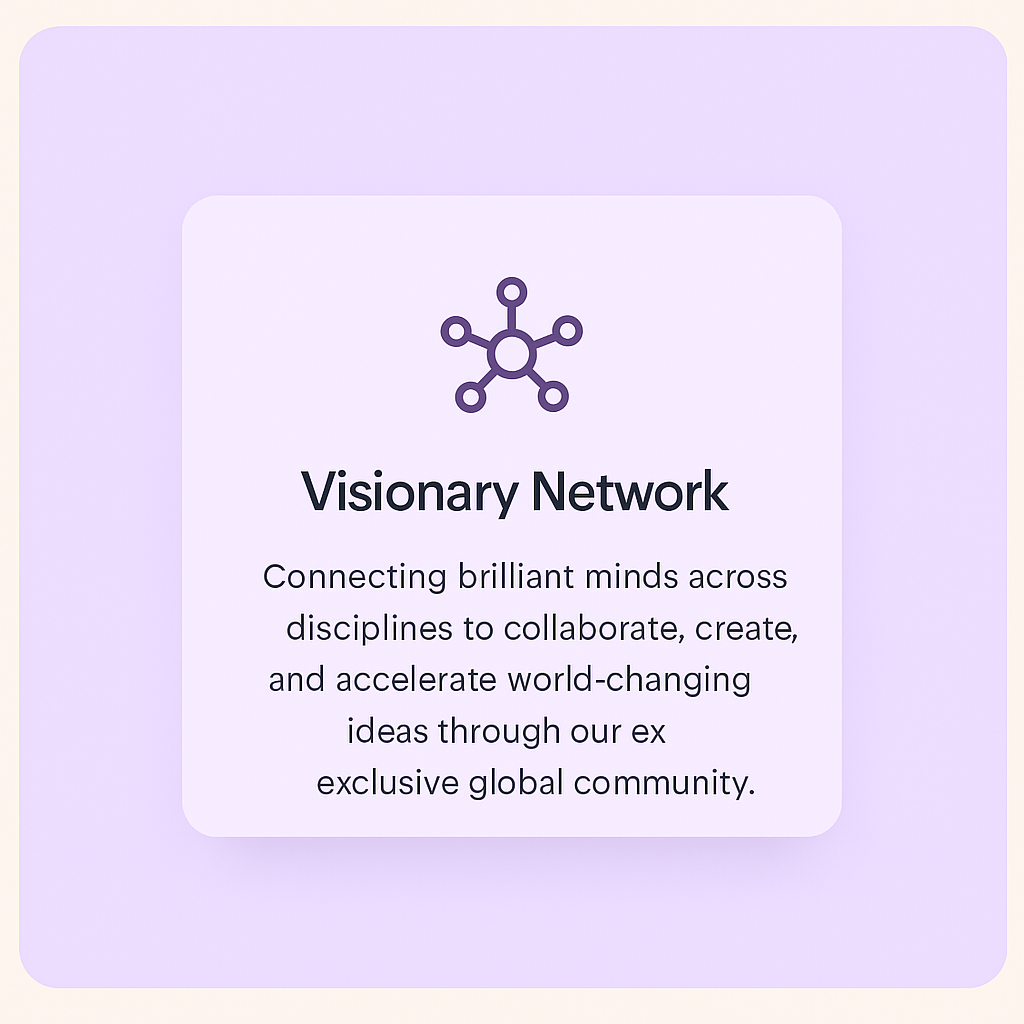 Visionary Network
Connecting brilliant minds across
disciplines to collaborate, create,
and accelerate world-changing
ideas through our ex
exclusive global community.